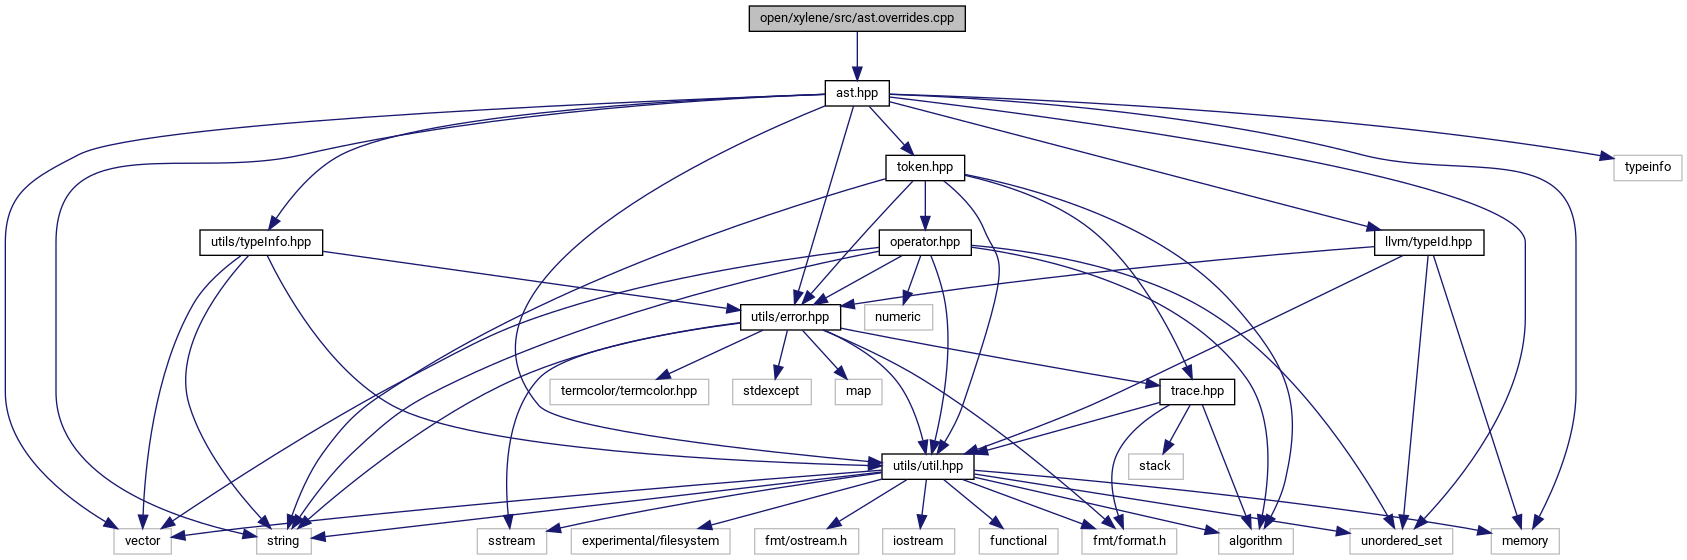 open/xylene/src/ast.overrides.cpp
ast.hpp
token.hpp
typeinfo
utils/typeInfo.hpp
operator.hpp
llvm/typeId.hpp
utils/error.hpp
numeric
termcolor/termcolor.hpp
stdexcept
map
trace.hpp
utils/util.hpp
stack
vector
string
sstream
experimental/filesystem
fmt/ostream.h
iostream
functional
fmt/format.h
algorithm
unordered_set
memory